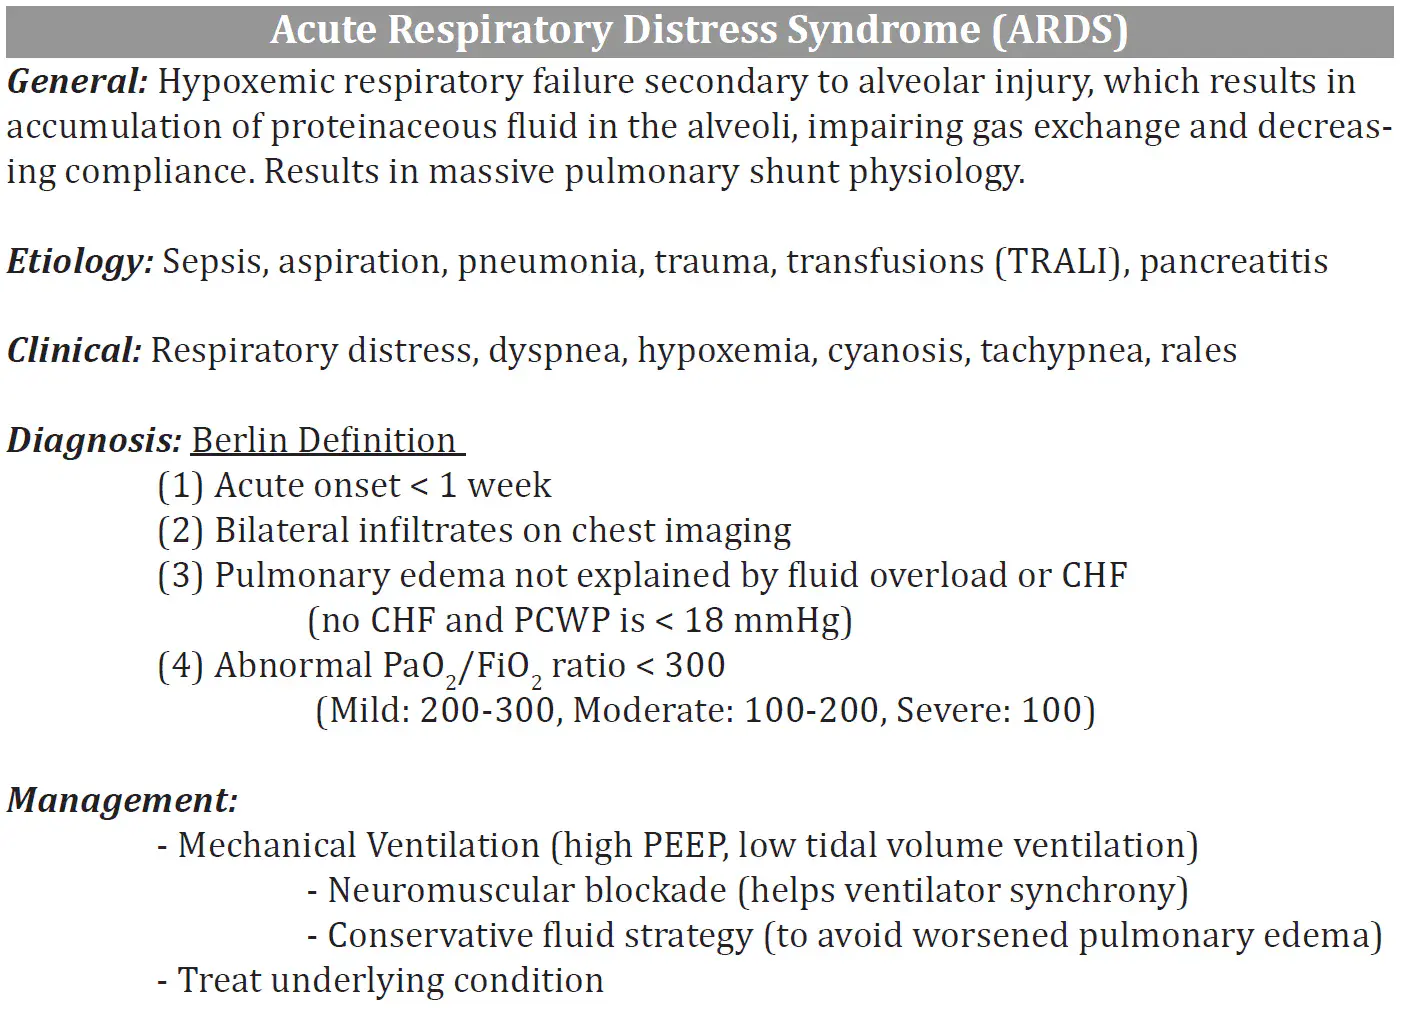 Acute Respiratory Distress Syndrome (ARDS)
General: Hypoxemic respiratory failure secondary to alveolar injury, which results in
accumulation of proteinaceous fluid in the alveoli, impairing gas exchange and decreas-
ing compliance. Results in massive pulmonary shunt physiology.
Etiology: Sepsis, aspiration, pneumonia, trauma, transfusions (TRALI), pancreatitis
Clinical: Respiratory distress, dyspnea, hypoxemia, cyanosis, tachypnea, rales
Diagnosis: Berlin Definition
(1) Acute onset < 1 week
(2) Bilateral infiltrates on chest imaging
(3) Pulmonary edema not explained by fluid overload or CHF
(no CHF and PCWP is < 18 mmHg)
(4) Abnormal PaO₂/FiO₂ ratio < 300
(Mild: 200-300, Moderate: 100-200, Severe: 100)
Management:
- Mechanical Ventilation (high PEEP, low tidal volume ventilation)
- Neuromuscular blockade (helps ventilator synchrony)
- Conservative fluid strategy (to avoid worsened pulmonary edema)
- Treat underlying condition